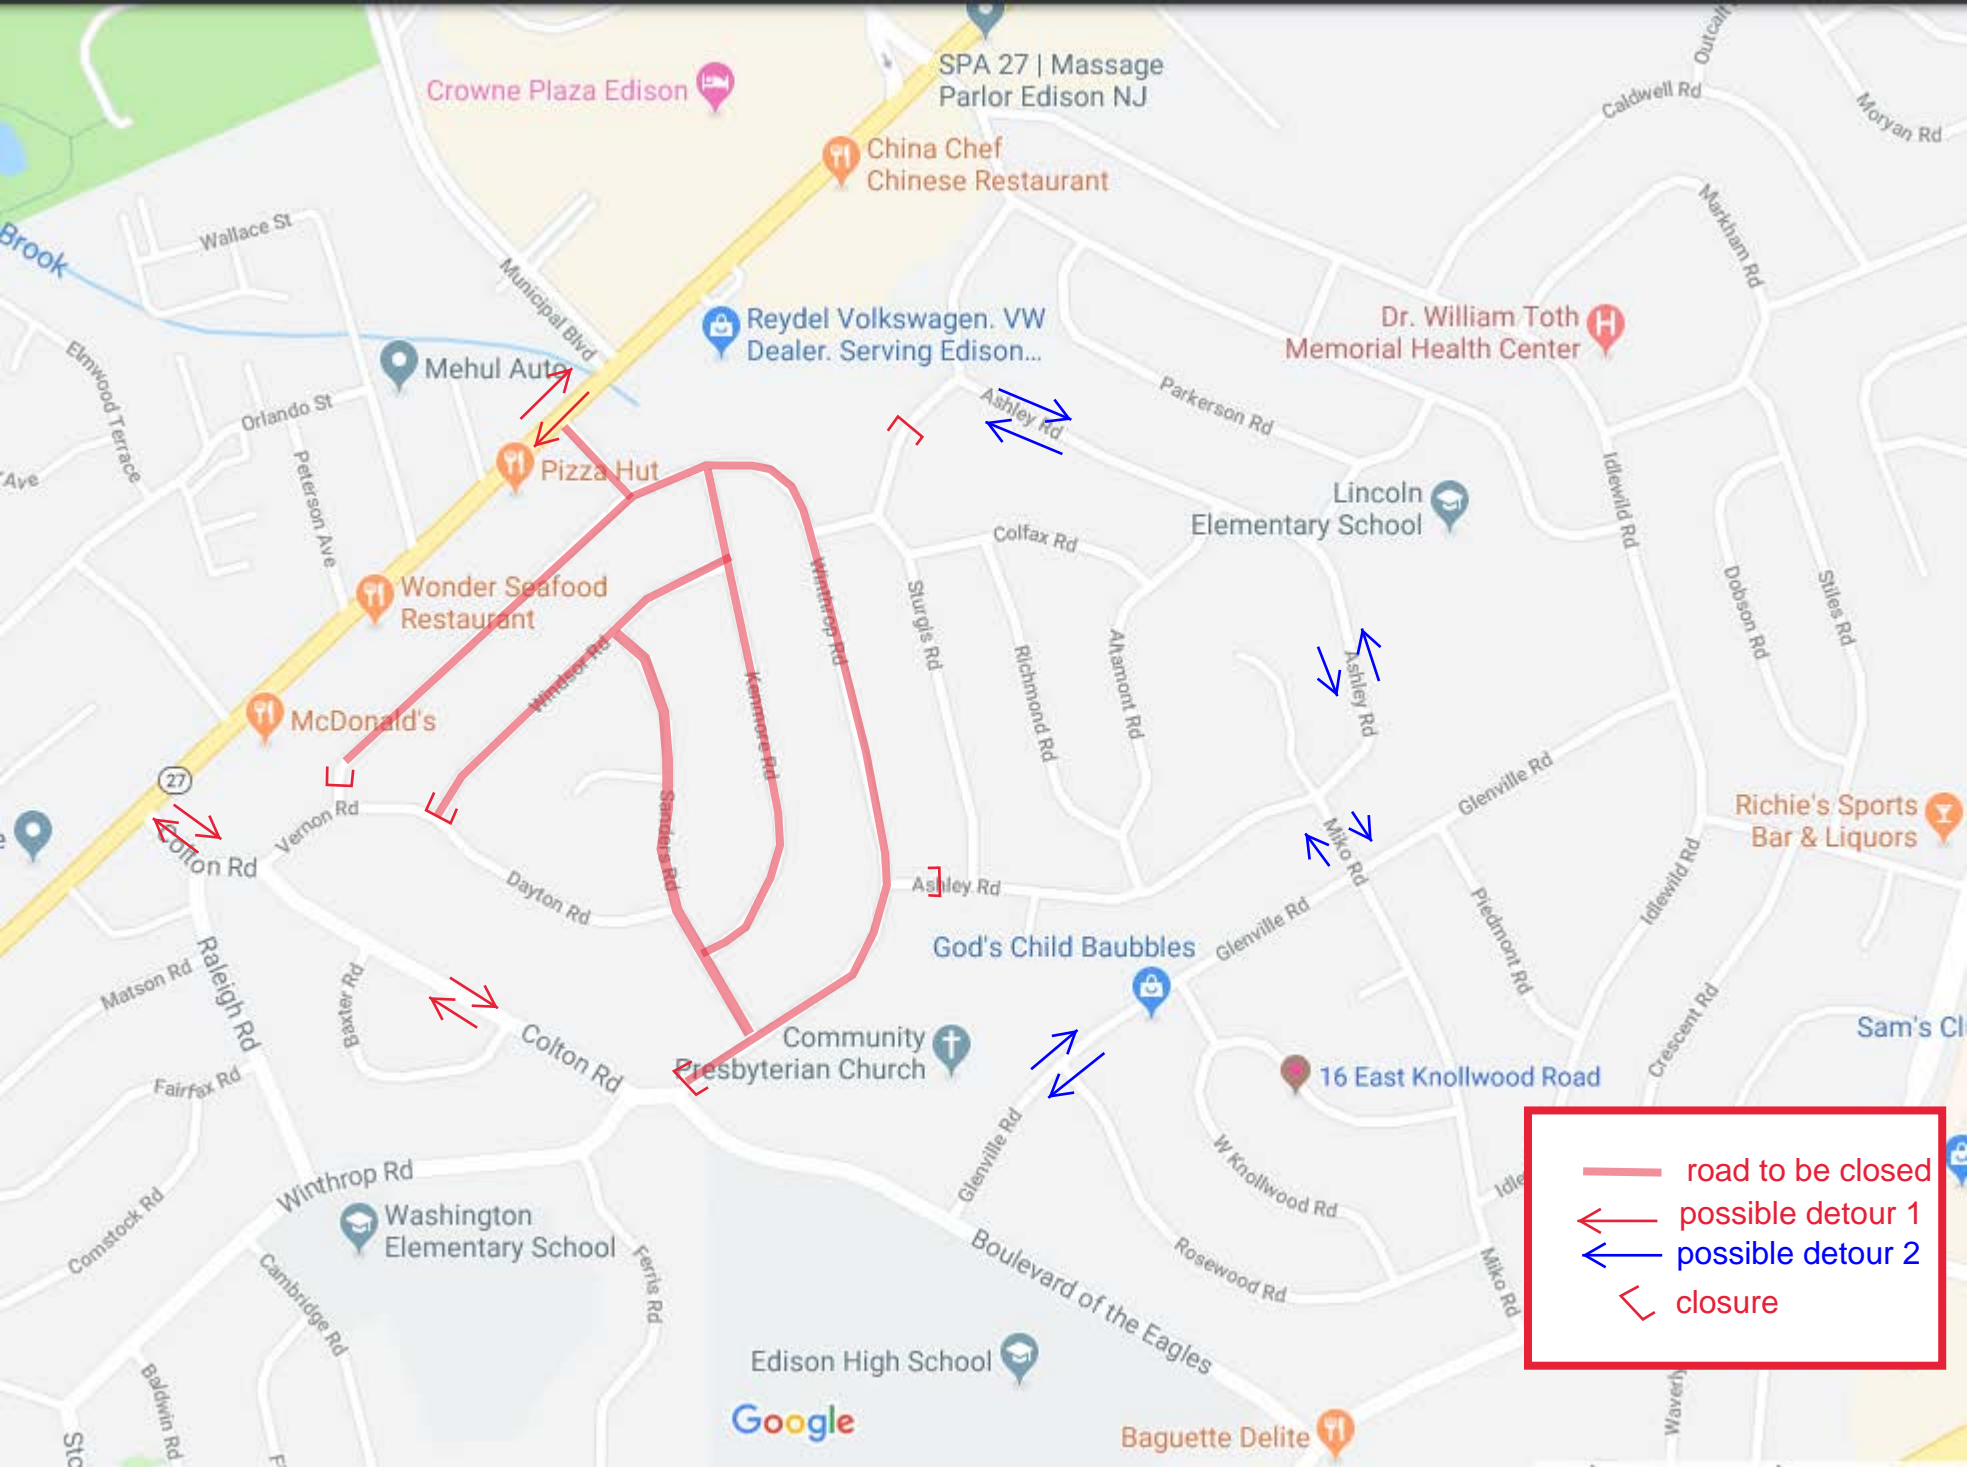 SPA 27 | Massage
Parlor Edison NJ
Crowne Plaza Edison
Caldwell Rd
Moryan Rd
China Chef
Chinese Restaurant
Markham Rd
Wallace St
Brook
Municipal Blvd
Reydel Volkswagen. VW
Dealer. Serving Edison...
Dr. William Toth
Memorial Health Center
Mehul Auto
Elmwood Terrace
Orlando St
Ashley Rd
Parkerson Rd
Ave
Peterson Ave
Pizza Hut
Idlewild Rd
Lincoln
Elementary School
Colfax Rd
Wonder Seafood
Restaurant
Winthrop Rd
Sturgis Rd
Dobson Rd
Stiles Rd
Windsor Rd
Kenmore Rd
Richmond Rd
Altamont Rd
Ashley Rd
McDonald's
27
Glenville Rd
Vernon Rd
Sanders Rd
Richie's Sports
Bar & Liquors
Colton Rd
Miko Rd
Dayton Rd
Ashley Rd
Idlewild Rd
Glenville Rd
Piedmont Rd
God's Child Baubbles
Raleigh Rd
Matson Rd
Baxter Rd
Colton Rd
Community
Presbyterian Church
Crescent Rd
Sam's Cl
16 East Knollwood Road
Fairfax Rd
Glenville Rd
W Knollwood Rd
Winthrop Rd
Idle
road to be closed
possible detour 1
possible detour 2
closure
Comstock Rd
Washington
Elementary School
Ferris Rd
Cambridge Rd
Boulevard of the Eagles
Rosewood Rd
Miko Rd
Edison High School
Baldwin Rd
Waverly
Google
Baguette Delite